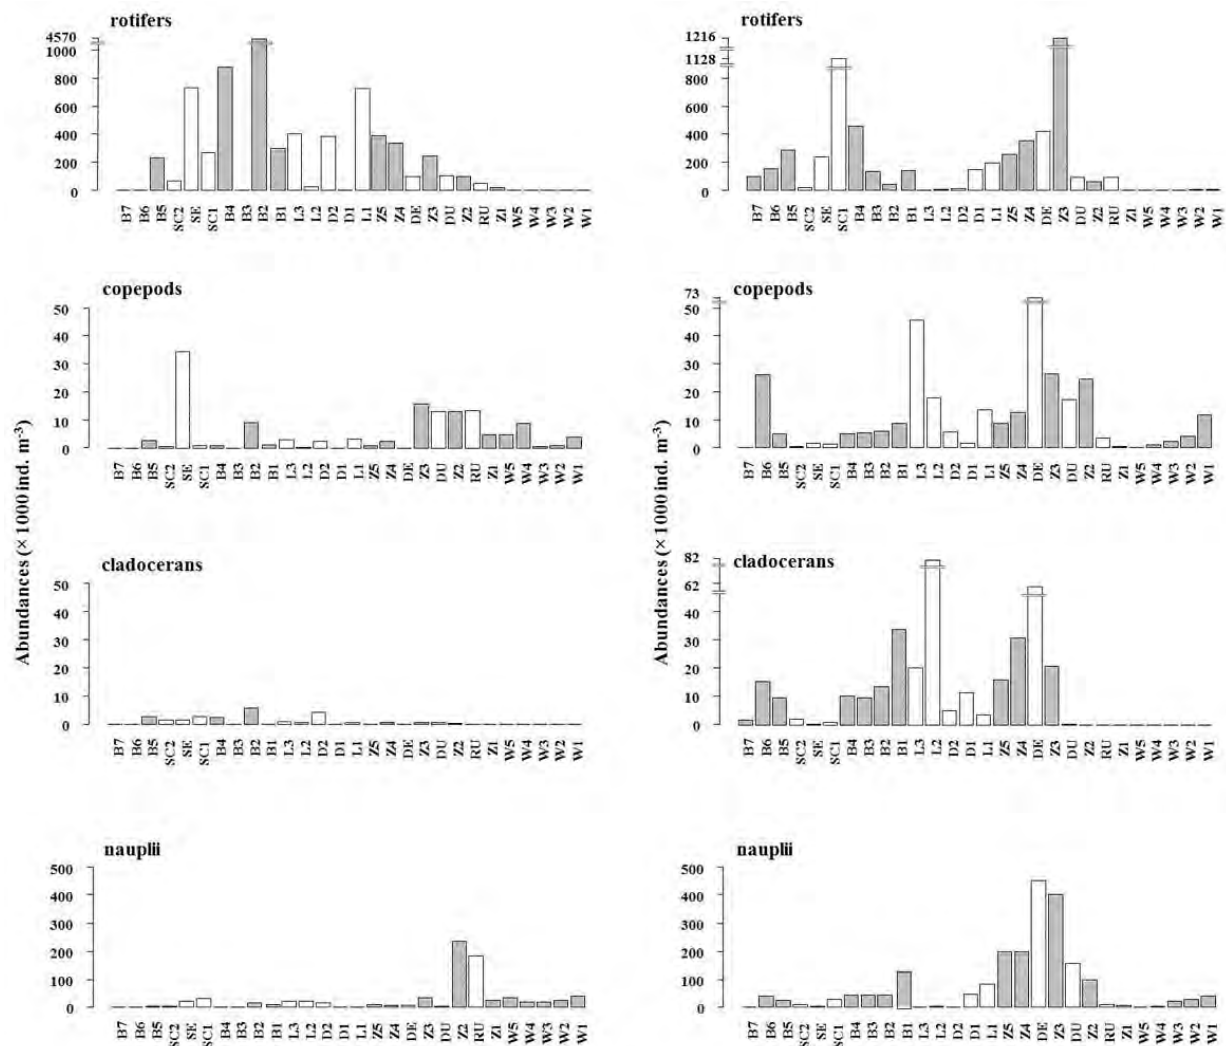 rotifers
4570
1000
800
600
400
200
0
B7 B6 B5 SC2 SE SC1 B4 B3 B2 B1 L3 L2 D2 D1 L1 Z5 Z4 DE Z3 DU Z2 RU Z1 W5 W4 W3 W2 W1
rotifers
1216
1128
800
600
400
200
0
B7 B6 B5 SC2 SE SC1 B4 B3 B2 B1 L3 L2 D2 D1 L1 Z5 Z4 DE Z3 DU Z2 RU Z1 W5 W4 W3 W2 W1
copepods
50
40
30
20
10
0
B7 B6 B5 SC2 SE SC1 B4 B3 B2 B1 L3 L2 D2 D1 L1 Z5 Z4 DE Z3 DU Z2 RU Z1 W5 W4 W3 W2 W1
copepods
73
50
40
30
20
10
0
B7 B6 B5 SC2 SE SC1 B4 B3 B2 B1 L3 L2 D2 D1 L1 Z5 Z4 DE Z3 DU Z2 RU Z1 W5 W4 W3 W2 W1
Abundances (× 1000 ind. m⁻³)
Abundances (× 1000 ind. m⁻³)
cladocerans
50
40
30
20
10
0
B7 B6 B5 SC2 SE SC1 B4 B3 B2 B1 L3 L2 D2 D1 L1 Z5 Z4 DE Z3 DU Z2 RU Z1 W5 W4 W3 W2 W1
cladocerans
82
62
40
30
20
10
0
B7 B6 B5 SC2 SE SC1 B4 B3 B2 B1 L3 L2 D2 D1 L1 Z5 Z4 DE Z3 DU Z2 RU Z1 W5 W4 W3 W2 W1
nauplii
500
400
300
200
100
0
B7 B6 B5 SC2 SE SC1 B4 B3 B2 B1 L3 L2 D2 D1 L1 Z5 Z4 DE Z3 DU Z2 RU Z1 W5 W4 W3 W2 W1
nauplii
500
400
300
200
100
0
B7 B6 B5 SC2 SE SC1 B4 B3 B2 B1 L3 L2 D2 D1 L1 Z5 Z4 DE Z3 DU Z2 RU Z1 W5 W4 W3 W2 W1